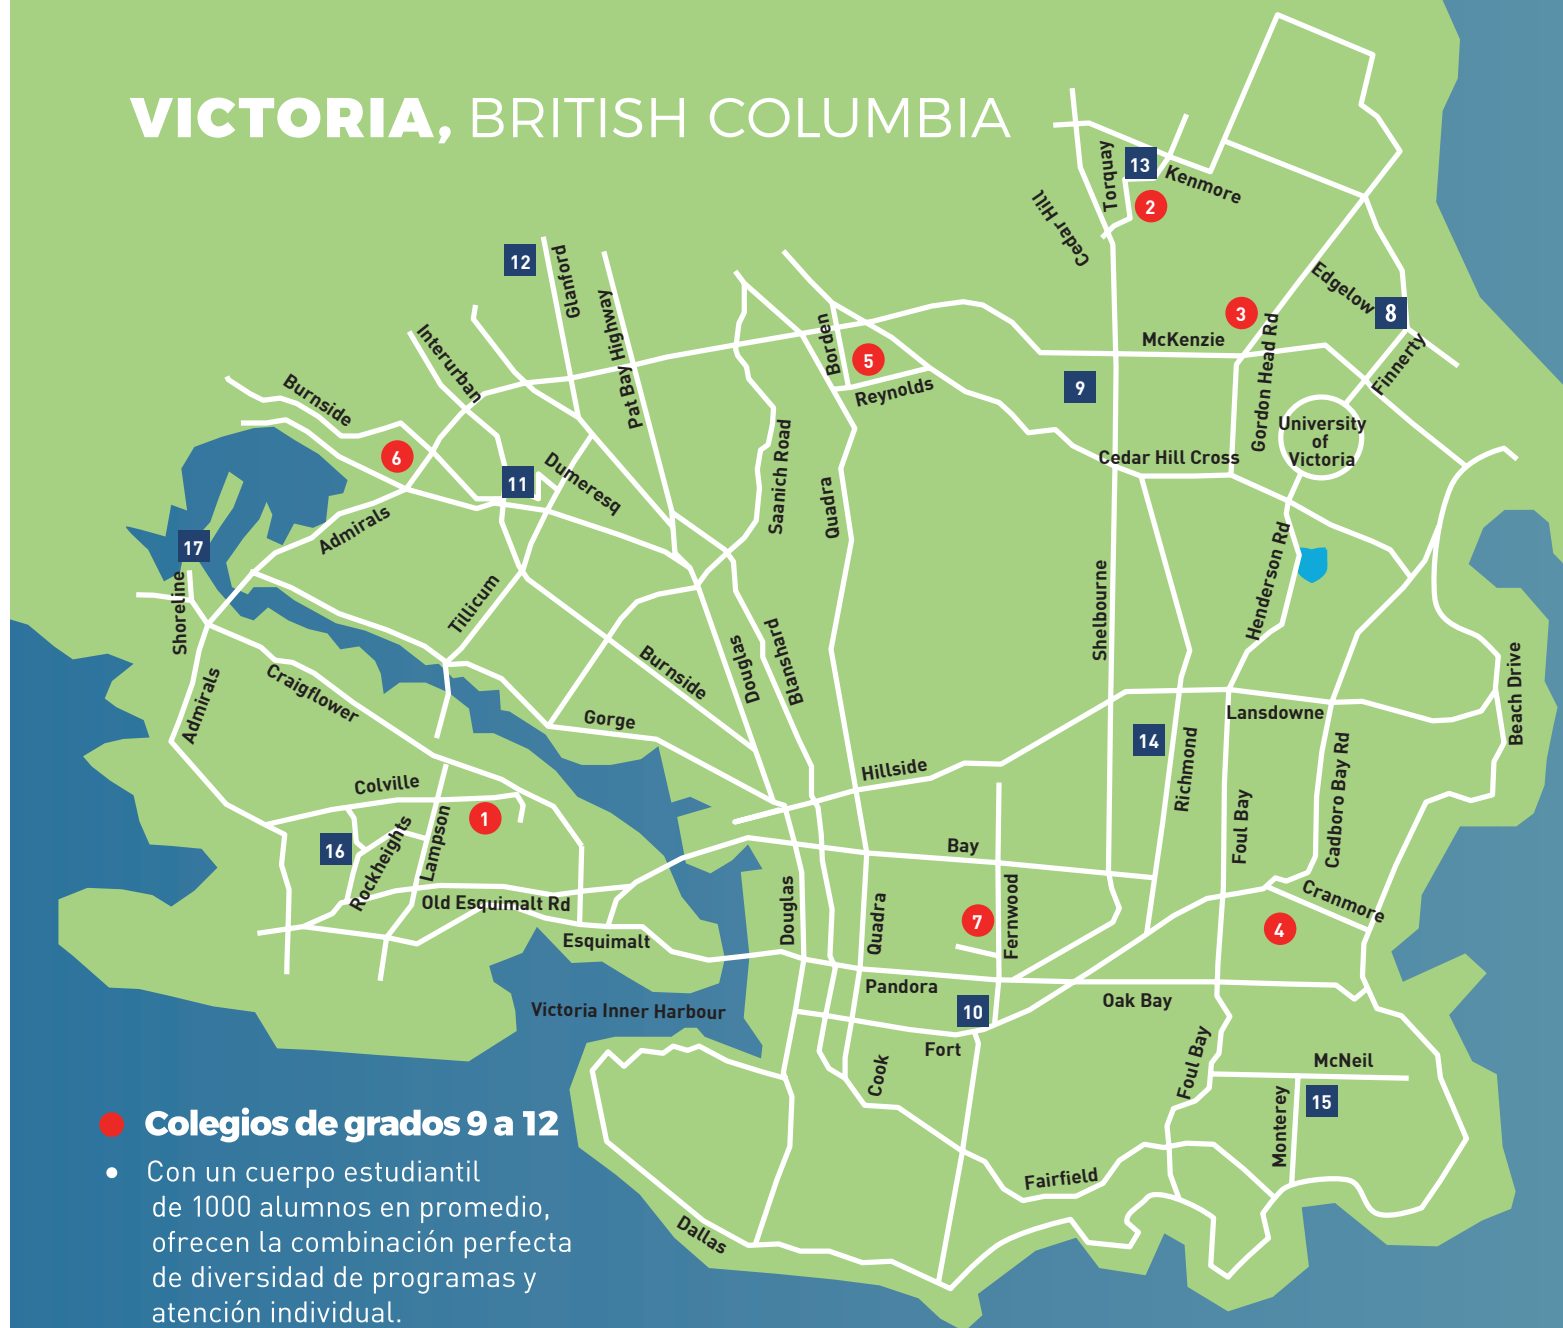 VICTORIA, BRITISH COLUMBIA
13
Torquay
Kenmore
2
Cedar Hill
12
Glanford
Pat Bay Highway
Interurban
Edgelow
8
3
Gordon Head Rd
McKenzie
Finnerty
Borden
5
Reynolds
9
Burnside
6
University
of
Victoria
Cedar Hill Cross
11
Dumeresq
Saanich Road
Quadra
Admirals
17
Shoreline
Tillicum
Henderson Rd
Shelbourne
Burnside
Douglas
Blanshard
Admirals
Craigflower
Gorge
Lansdowne
Beach Drive
14
Richmond
Cadboro Bay Rd
Hillside
Colville
1
16
Rockheights
Lampson
Bay
Foul Bay
Old Esquimalt Rd
Esquimalt
Douglas
Quadra
7
Fernwood
Cranmore
4
Pandora
Oak Bay
Victoria Inner Harbour
10
Fort
Cook
Foul Bay
McNeil
15
Monterey
Fairfield
Dallas
Colegios de grados 9 a 12
• Con un cuerpo estudiantil
de 1000 alumnos en promedio,
ofrecen la combinación perfecta
de diversidad de programas y
atención individual.